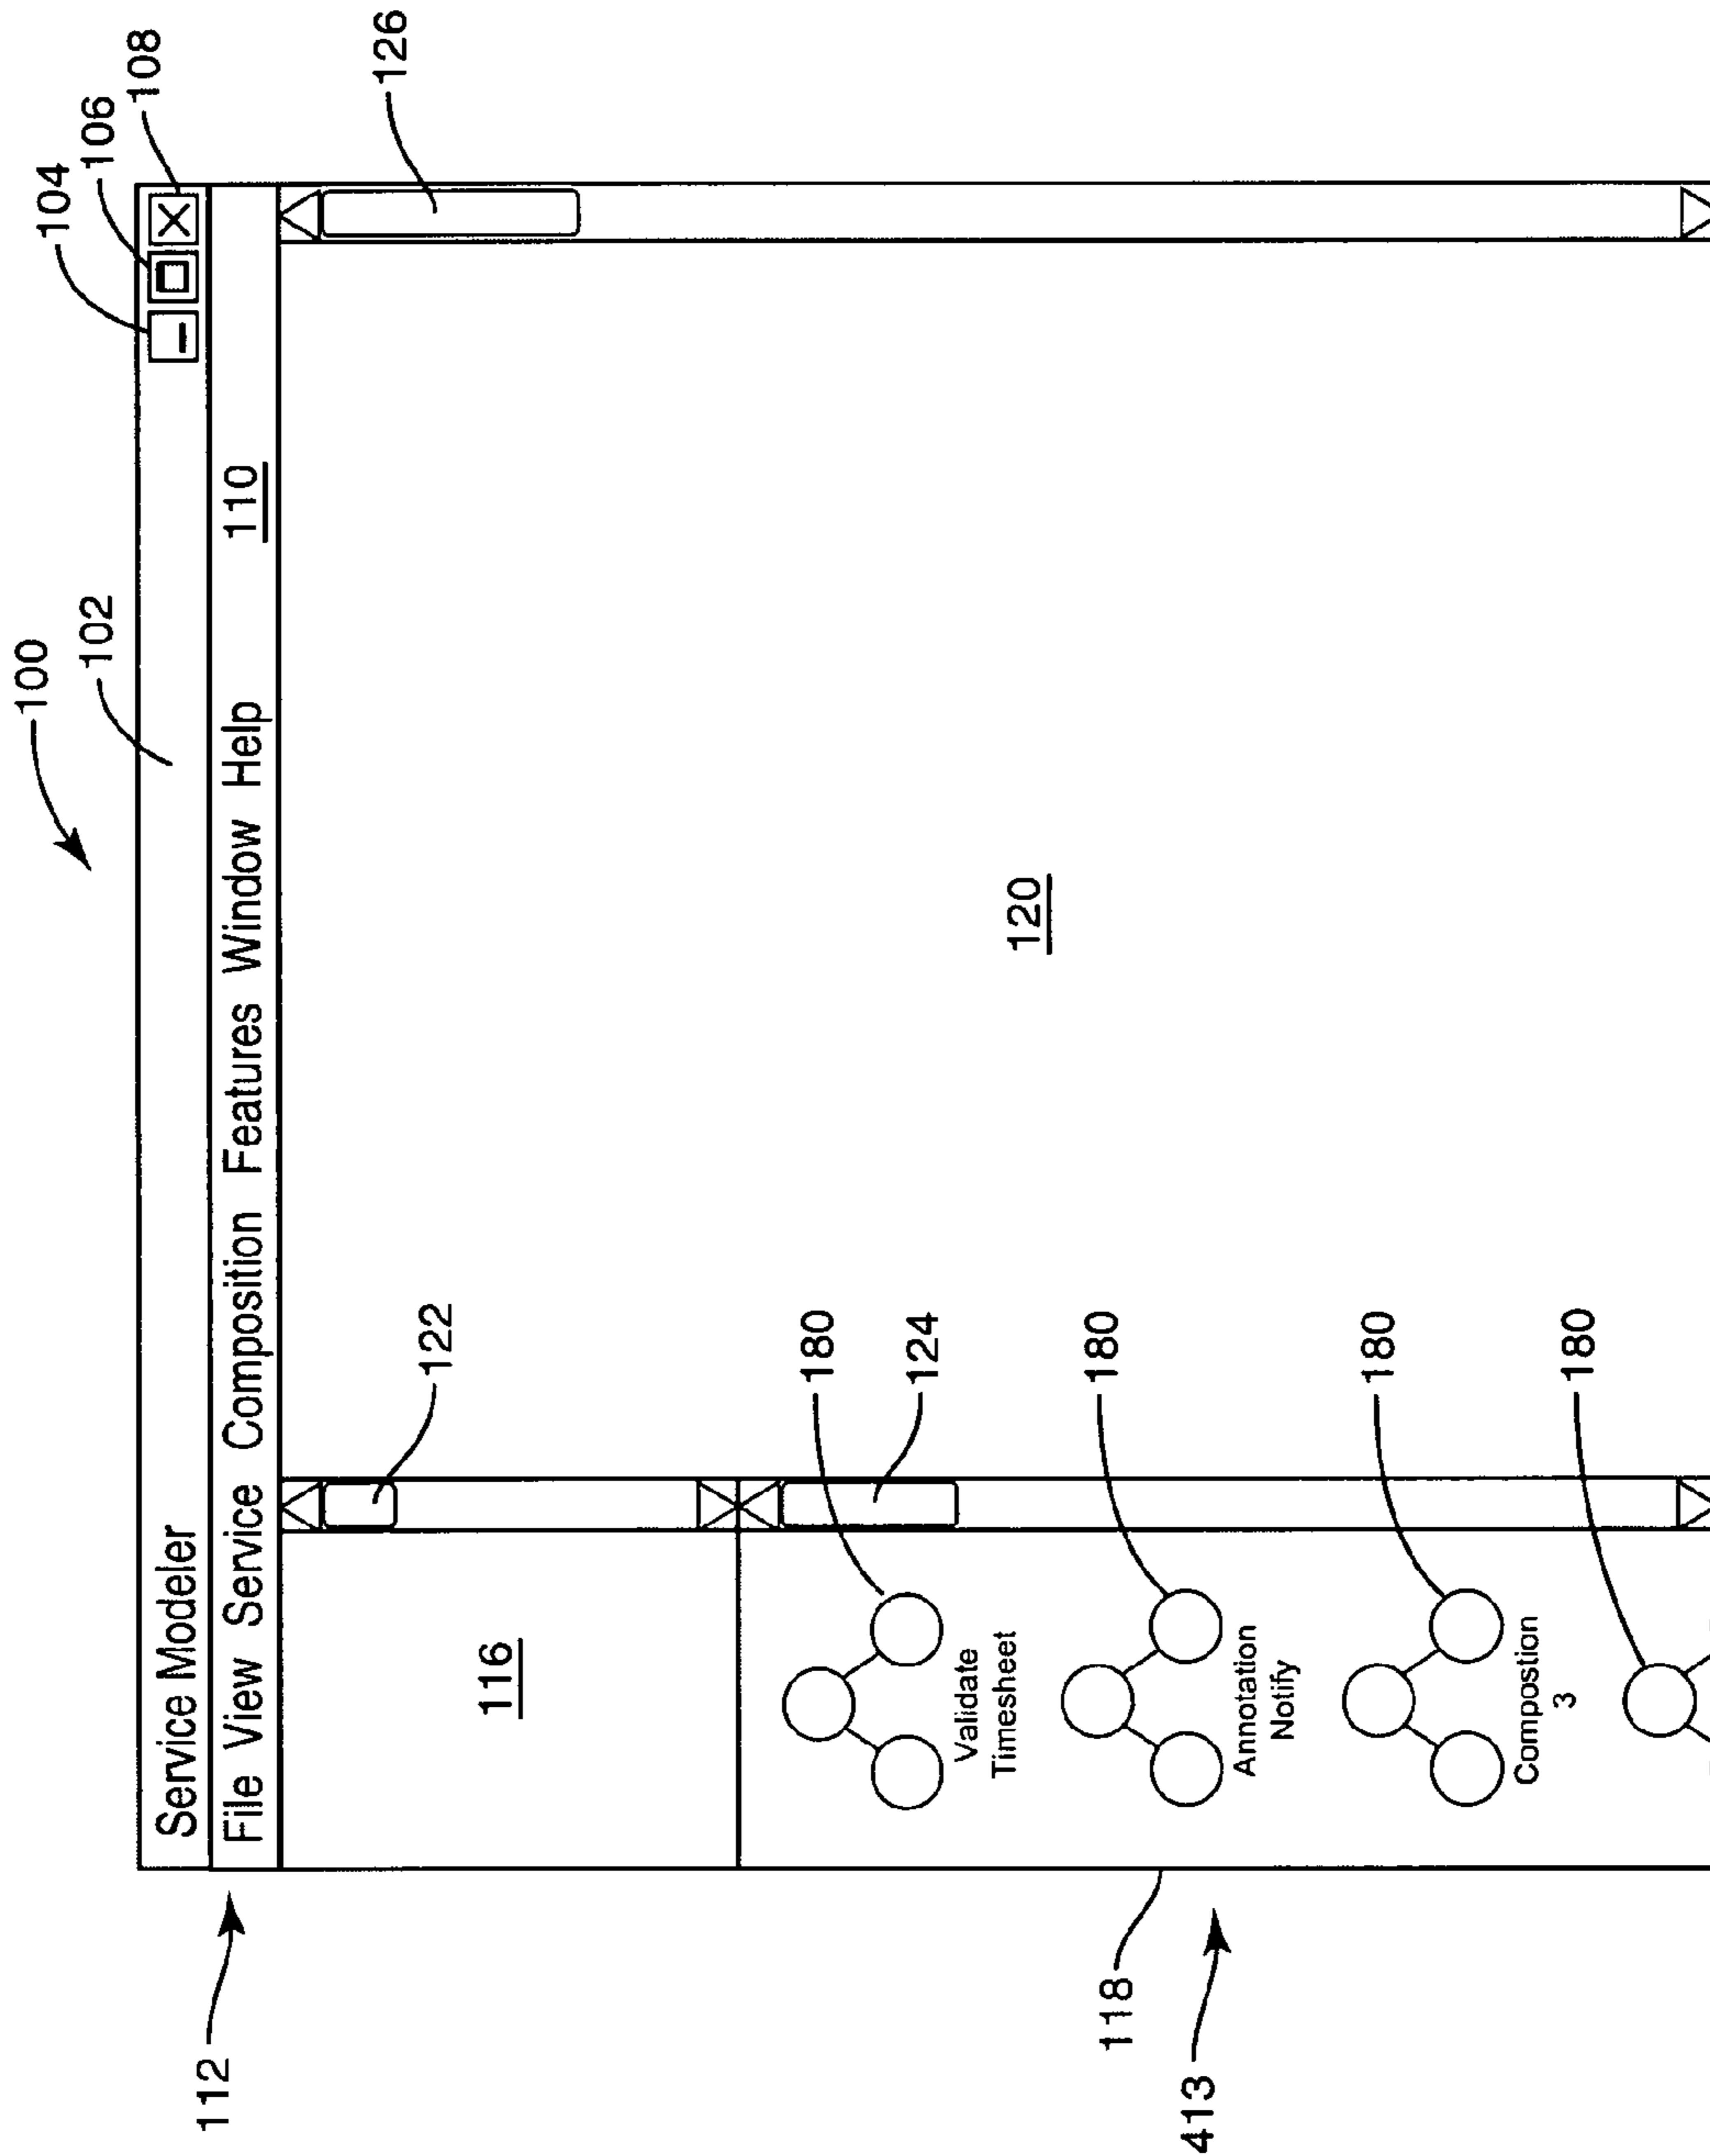 100
102
104
106
108
Service Modeler
112
File View Service Composition Features Window Help
110
126
122
116
180
124
Validate
Timesheet
120
180
Annotation
Notify
118
413
180
Compostion
3
180